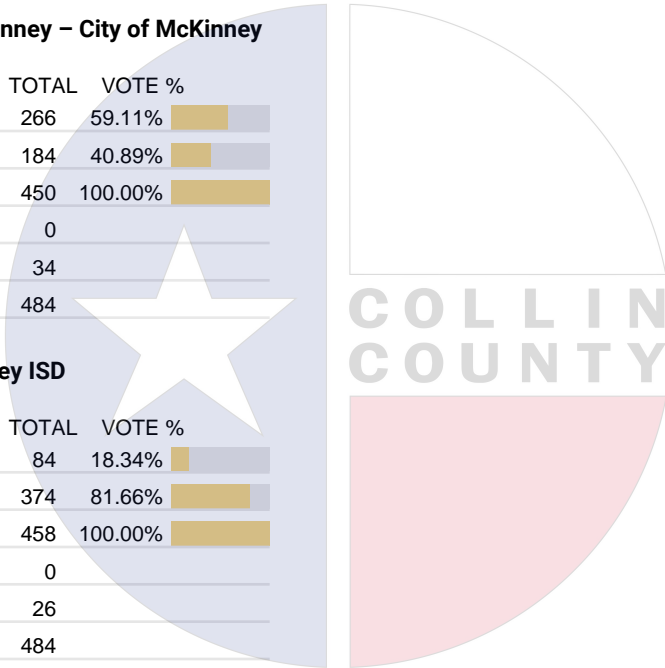 nney – City of McKinney
TOTAL VOTE %
266 59.11%
184 40.89%
450 100.00%
0
34
484
COLLIN
COUNTY
ey ISD
TOTAL VOTE %
84 18.34%
374 81.66%
458 100.00%
0
26
484